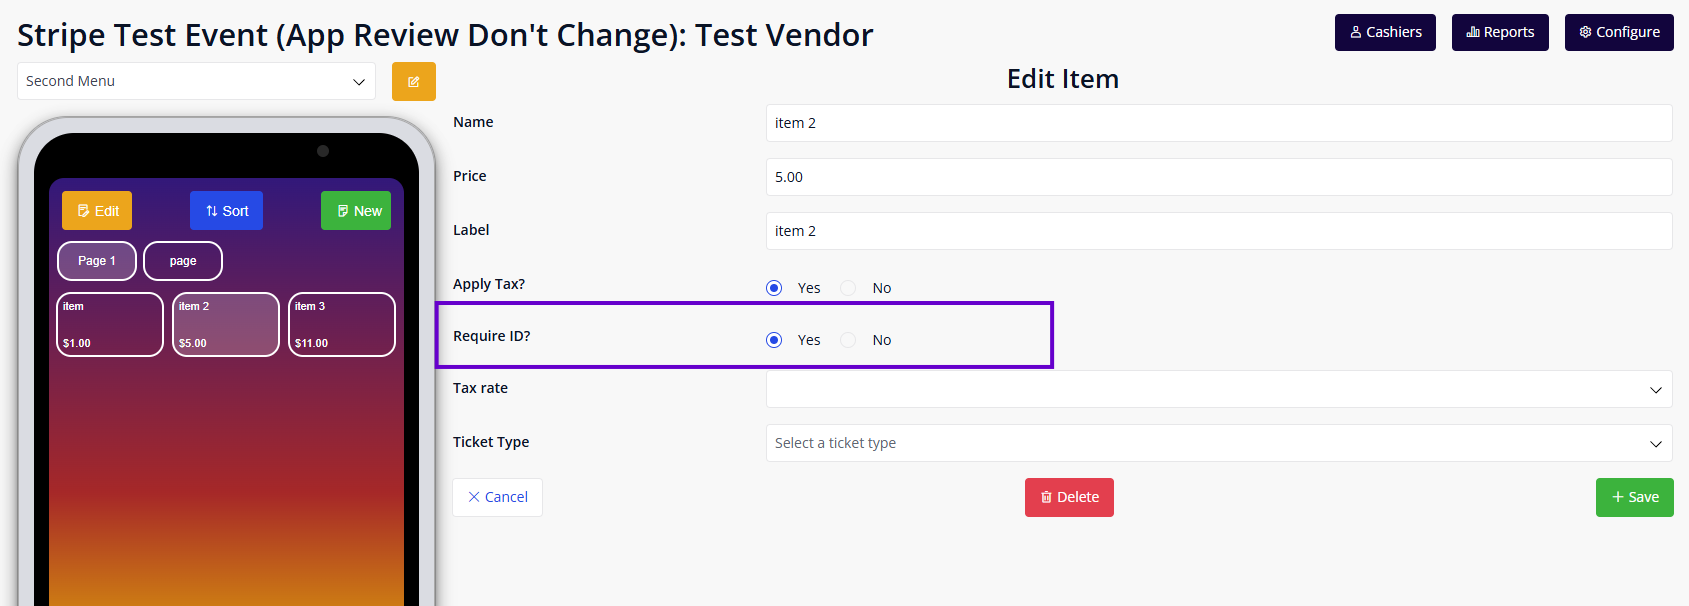 Stripe Test Event (App Review Don't Change): Test Vendor
Cashiers
Reports
Configure
Second Menu
Edit
Sort
New
Page 1
page
item
$1.00
item 2
$5.00
item 3
$11.00
Edit Item
Name
item 2
Price
5.00
Label
item 2
Apply Tax?
Yes
No
Require ID?
Yes
No
Tax rate
Ticket Type
Select a ticket type
Cancel
Delete
Save